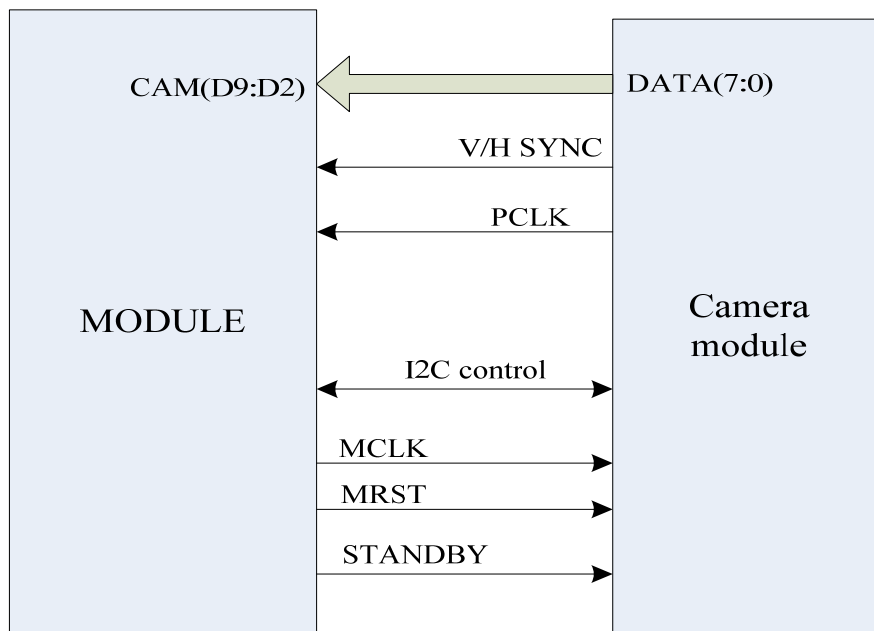 CAM(D9:D2)
DATA(7:0)
V/H SYNC
PCLK
MODULE
Camera
module
I2C control
MCLK
MRST
STANDBY